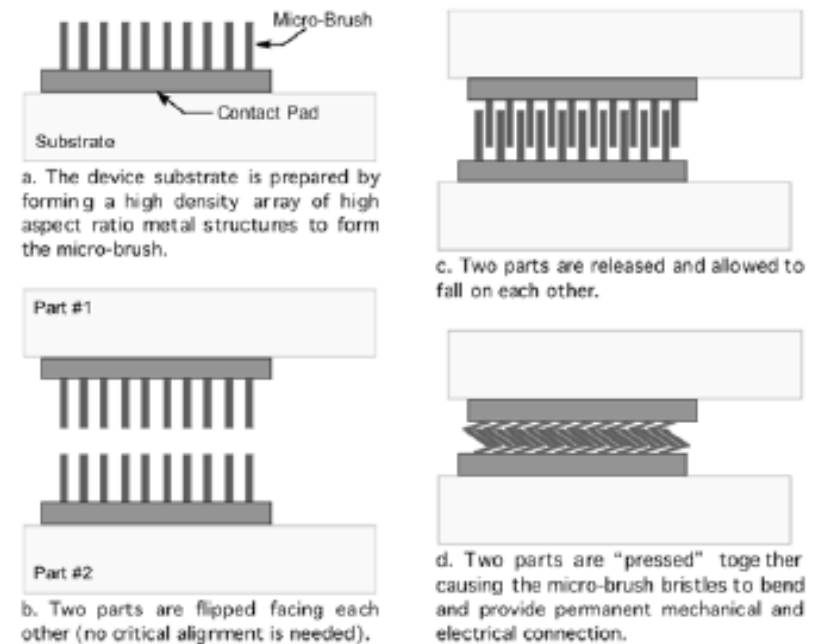 Micro-Brush
Contact Pad
Substrate
a. The device substrate is prepared by
forming a high density array of high
aspect ratio metal structures to form
the micro-brush.
Part #1
Part #2
b. Two parts are flipped facing each
other (no critical alignment is needed).
c. Two parts are released and allowed to
fall on each other.
d. Two parts are "pressed" toge ther
causing the micro-brush bristles to bend
and provide permanent mechanical and
electrical connection.